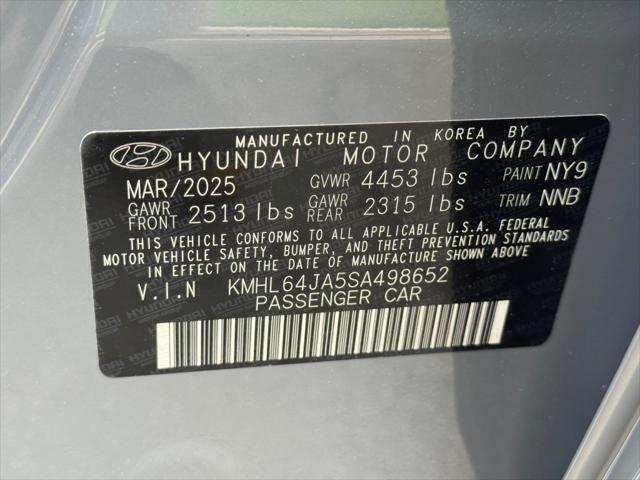 MANUFACTURED IN KOREA BY
HYUNDAI MOTOR COMPANY
MAR/2025 GVWR 4453 lbs PAINT NY9
GAWR FRONT 2513 lbs GAWR REAR 2315 lbs TRIM NNB
THIS VEHICLE CONFORMS TO ALL APPLICABLE U.S.A. FEDERAL
MOTOR VEHICLE SAFETY, BUMPER, AND THEFT PREVENTION STANDARDS
IN EFFECT ON THE DATE OF MANUFACTURE SHOWN ABOVE
V.I.N KMHL64JA5SA498652
PASSENGER CAR